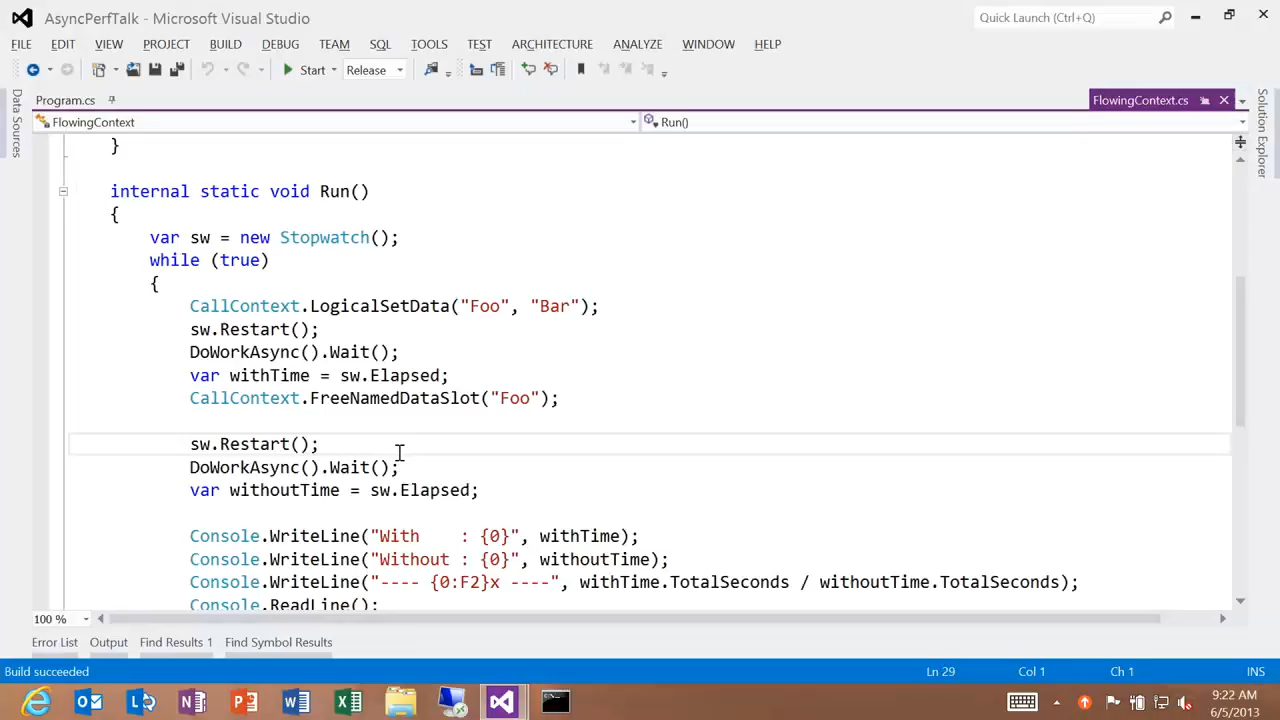 AsyncPerfTalk - Microsoft Visual Studio
Quick Launch (Ctrl+Q)
FILE EDIT VIEW PROJECT BUILD DEBUG TEAM SQL TOOLS TEST ARCHITECTURE ANALYZE WINDOW HELP
Start Release
Program.cs FlowingContext.cs
FlowingContext Run()
Data Sources
Solution Explorer
}
internal static void Run()
{
var sw = new Stopwatch();
while (true)
{
CallContext.LogicalSetData("Foo", "Bar");
sw.Restart();
DoWorkAsync().Wait();
var withTime = sw.Elapsed;
CallContext.FreeNamedDataSlot("Foo");
sw.Restart();
DoWorkAsync().Wait();
var withoutTime = sw.Elapsed;
Console.WriteLine("With    : {0}", withTime);
Console.WriteLine("Without : {0}", withoutTime);
Console.WriteLine("---- {0:F2}x ----", withTime.TotalSeconds / withoutTime.TotalSeconds);
Console.ReadLine();
100 %
Error List Output Find Results 1 Find Symbol Results
Build succeeded Ln 29 Col 1 Ch 1 INS
9:22 AM
6/5/2013